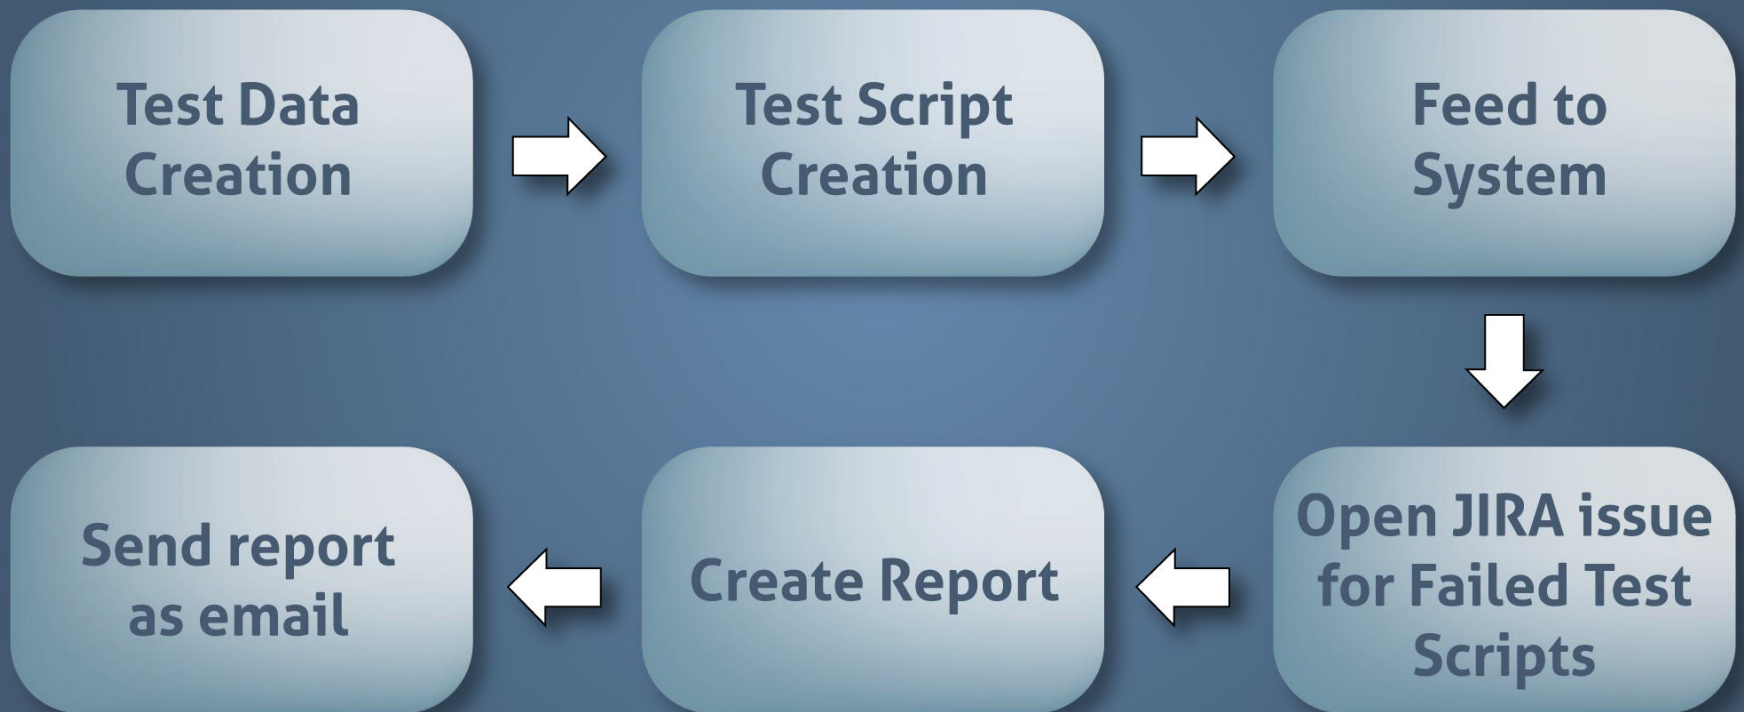 Test Data
Creation
Test Script
Creation
Feed to
System
Open JIRA issue
for Failed Test
Scripts
Create Report
Send report
as email